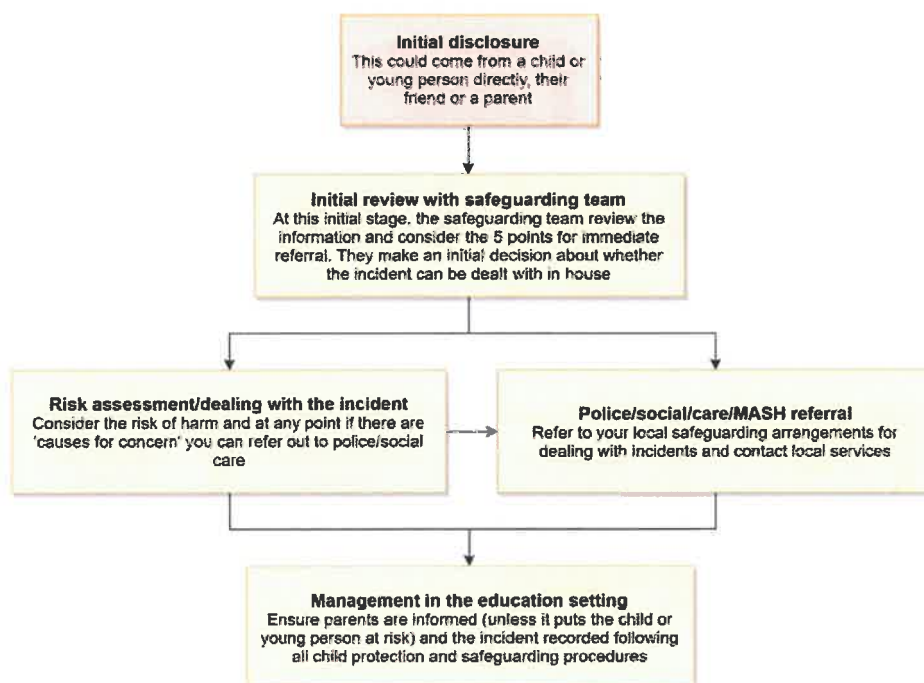 Initial disclosure
This could come from a child or
young person directly, their
friend or a parent
Initial review with safeguarding team
At this initial stage, the safeguarding team review the
information and consider the 5 points for immediate
referral. They make an initial decision about whether
the incident can be dealt with in house
Risk assessment/dealing with the incident
Consider the risk of harm and at any point if there are
'causes for concern' you can refer out to police/social
care
Police/social/care/MASH referral
Refer to your local safeguarding arrangements for
dealing with incidents and contact local services
Management in the education setting
Ensure parents are informed (unless it puts the child or
young person at risk) and the incident recorded following
all child protection and safeguarding procedures